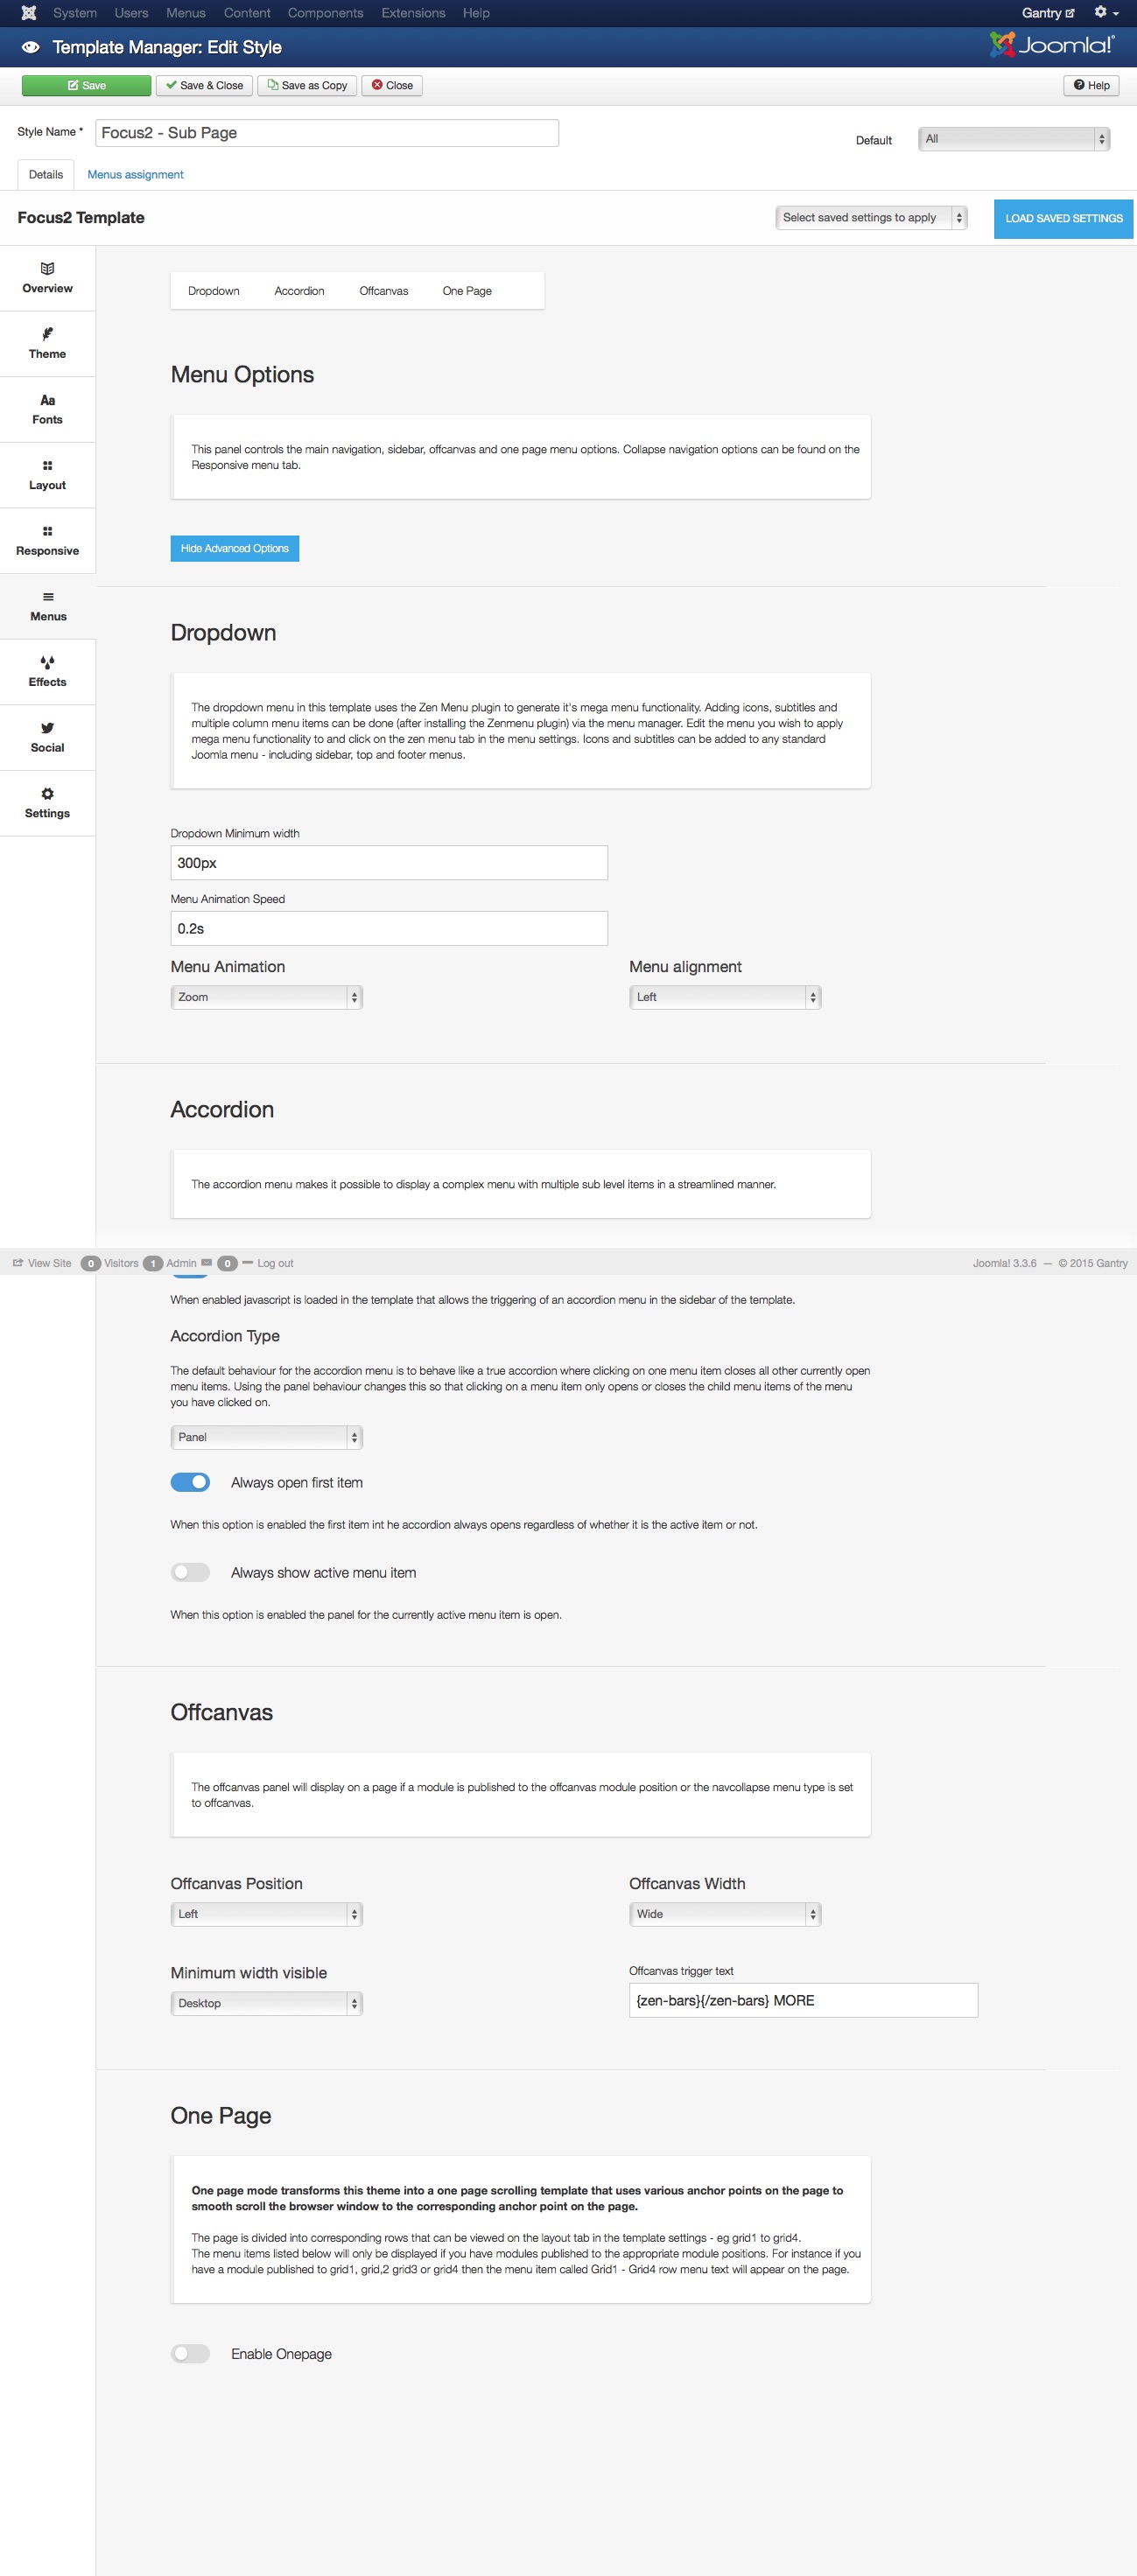 System Users Menus Content Components Extensions Help Gantry
Template Manager: Edit Style Joomla!
Save Save & Close Save as Copy Close Help
Style Name * Focus2 - Sub Page Default All
Details Menus assignment
Focus2 Template Select saved settings to apply LOAD SAVED SETTINGS
Overview
Theme
Aa
Fonts
Layout
Responsive
Menus
Effects
Social
Settings
Dropdown Accordion Offcanvas One Page
Menu Options
This panel controls the main navigation, sidebar, offcanvas and one page menu options. Collapse navigation options can be found on the
Responsive menu tab.
Hide Advanced Options
Dropdown
The dropdown menu in this template uses the Zen Menu plugin to generate it's mega menu functionality. Adding icons, subtitles and
multiple column menu items can be done (after installing the Zenmenu plugin) via the menu manager. Edit the menu you wish to apply
mega menu functionality to and click on the zen menu tab in the menu settings. Icons and subtitles can be added to any standard
Joomla menu - including sidebar, top and footer menus.
Dropdown Minimum width
300px
Menu Animation Speed
0.2s
Menu Animation Menu alignment
Zoom Left
Accordion
The accordion menu makes it possible to display a complex menu with multiple sub level items in a streamlined manner.
View Site 0 Visitors 1 Admin 0 Log out Joomla! 3.3.6 — © 2015 Gantry
When enabled javascript is loaded in the template that allows the triggering of an accordion menu in the sidebar of the template.
Accordion Type
The default behaviour for the accordion menu is to behave like a true accordion where clicking on one menu item closes all other currently open
menu items. Using the panel behaviour changes this so that clicking on a menu item only opens or closes the child menu items of the menu
you have clicked on.
Panel
Always open first item
When this option is enabled the first item int he accordion always opens regardless of whether it is the active item or not.
Always show active menu item
When this option is enabled the panel for the currently active menu item is open.
Offcanvas
The offcanvas panel will display on a page if a module is published to the offcanvas module position or the navcollapse menu type is set
to offcanvas.
Offcanvas Position Offcanvas Width
Left Wide
Minimum width visible Offcanvas trigger text
Desktop {zen-bars}{/zen-bars} MORE
One Page
One page mode transforms this theme into a one page scrolling template that uses various anchor points on the page to
smooth scroll the browser window to the corresponding anchor point on the page.
The page is divided into corresponding rows that can be viewed on the layout tab in the template settings - eg grid1 to grid4.
The menu items listed below will only be displayed if you have modules published to the appropriate module positions. For instance if you
have a module published to grid1, grid,2 grid3 or grid4 then the menu item called Grid1 - Grid4 row menu text will appear on the page.
Enable Onepage